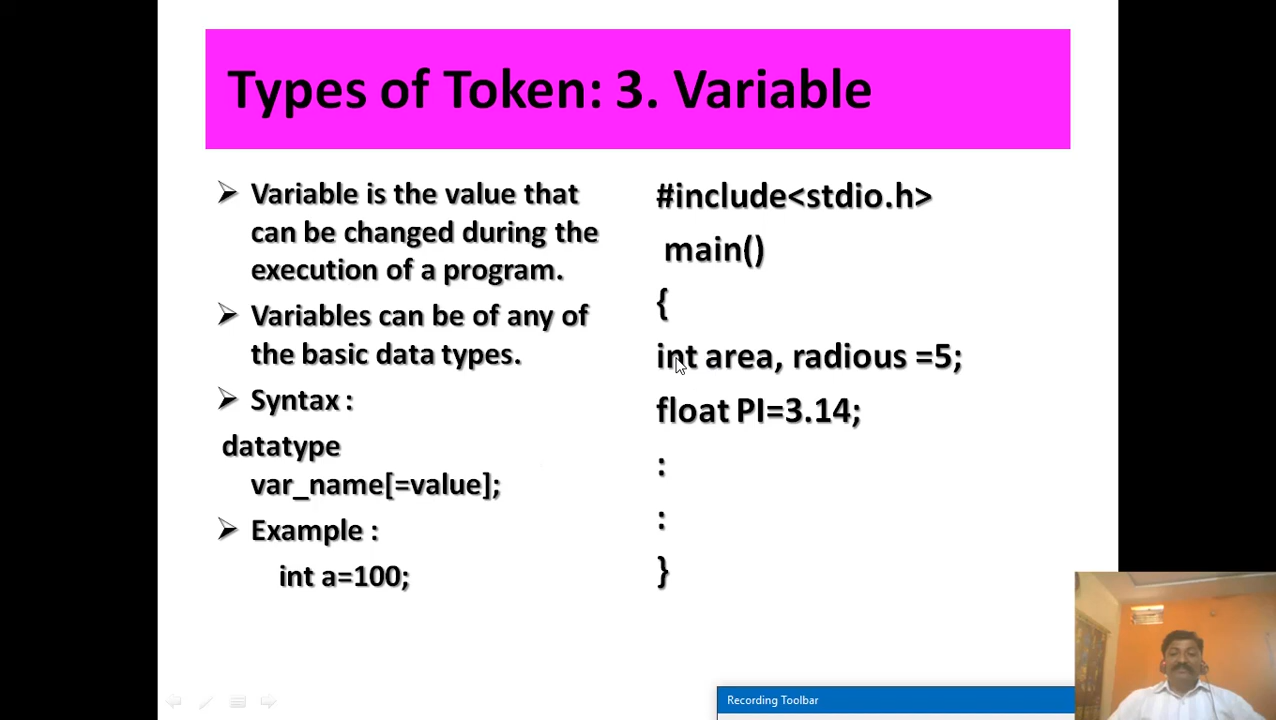 Types of Token: 3. Variable
Variable is the value that
can be changed during the
execution of a program.
Variables can be of any of
the basic data types.
Syntax :
datatype
var_name[=value];
Example :
int a=100;
#include<stdio.h>
main()
{
int area, radious =5;
float PI=3.14;
:
:
}
Recording Toolbar